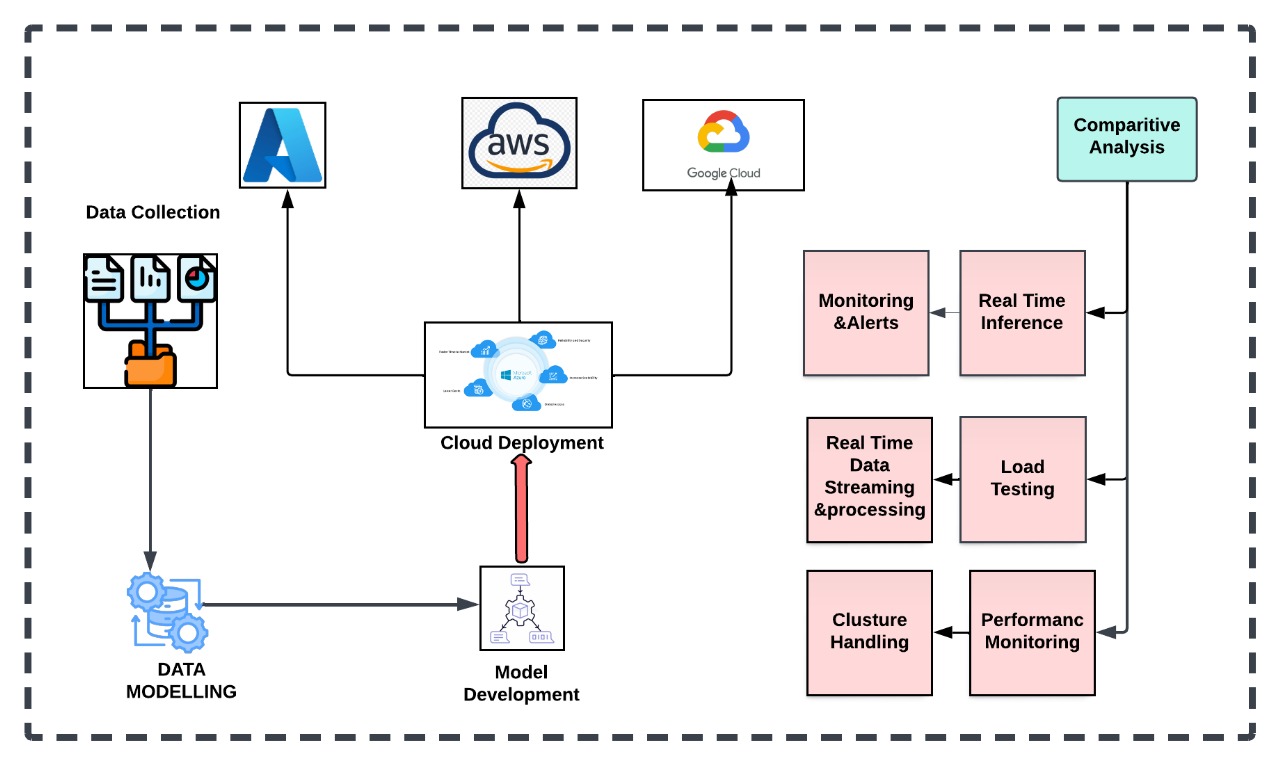 aws
Google Cloud
Comparitive
Analysis
Data Collection
Monitoring
&Alerts
Real Time
Inference
Microsoft
Azure
Cloud Deployment
Real Time
Data
Streaming
&processing
Load
Testing
Clusture
Handling
Performanc
Monitoring
DATA
MODELLING
Model
Development